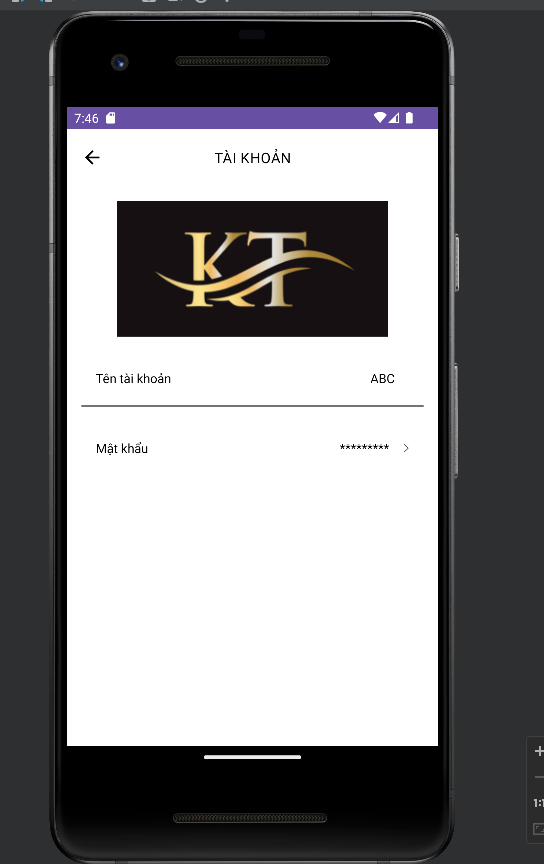 7:46
TÀI KHOẢN
KT
Tên tài khoản ABC
Mật khẩu *********